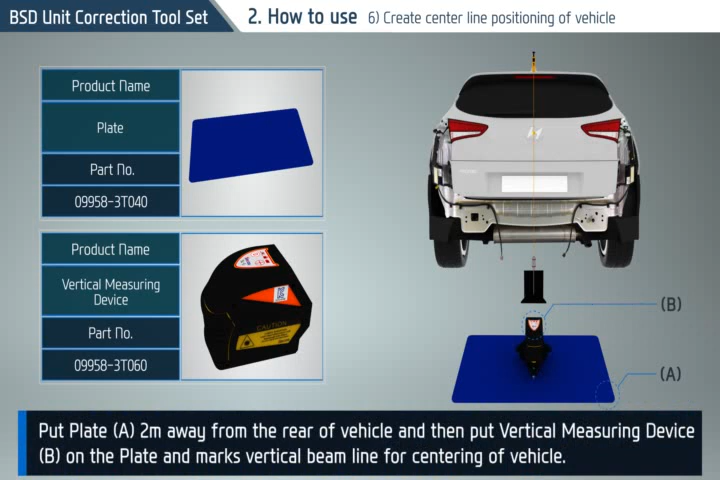 BSD Unit Correction Tool Set
2. How to use 6) Create center line positioning of vehicle
Product Name
Plate
Part No.
09958-3T040
Product Name
Vertical Measuring
Device
Part No.
09958-3T060
CAUTION
(B)
(A)
Put Plate (A) 2m away from the rear of vehicle and then put Vertical Measuring Device
(B) on the Plate and marks vertical beam line for centering of vehicle.